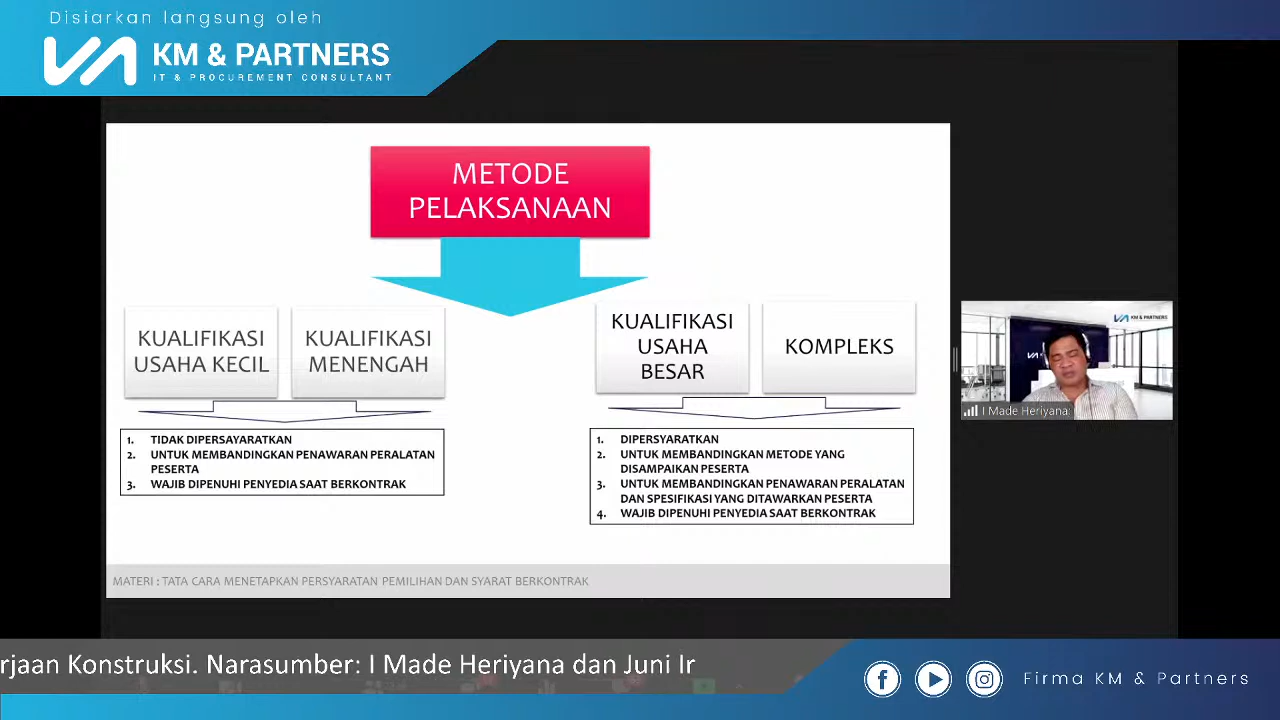 Disiarkan langsung oleh
KM & PARTNERS
IT & PROCUREMENT CONSULTANT
METODE
PELAKSANAAN
KUALIFIKASI
USAHA KECIL
KUALIFIKASI
MENENGAH
KUALIFIKASI
USAHA
BESAR
KOMPLEKS
1. TIDAK DIPERSAYARATKAN
2. UNTUK MEMBANDINGKAN PENAWARAN PERALATAN
PESERTA
3. WAJIB DIPENUHI PENYEDIA SAAT BERKONTRAK
1. DIPERSYARATKAN
2. UNTUK MEMBANDINGKAN METODE YANG
DISAMPAIKAN PESERTA
3. UNTUK MEMBANDINGKAN PENAWARAN PERALATAN
DAN SPESIFIKASI YANG DITAWARKAN PESERTA
4. WAJIB DIPENUHI PENYEDIA SAAT BERKONTRAK
MATERI : TATA CARA MENETAPKAN PERSYARATAN PEMILIHAN DAN SYARAT BERKONTRAK
KM & PARTNERS
I Made Heriyana:
rjaan Konstruksi. Narasumber: I Made Heriyana dan Juni Ir
Firma KM & Partners